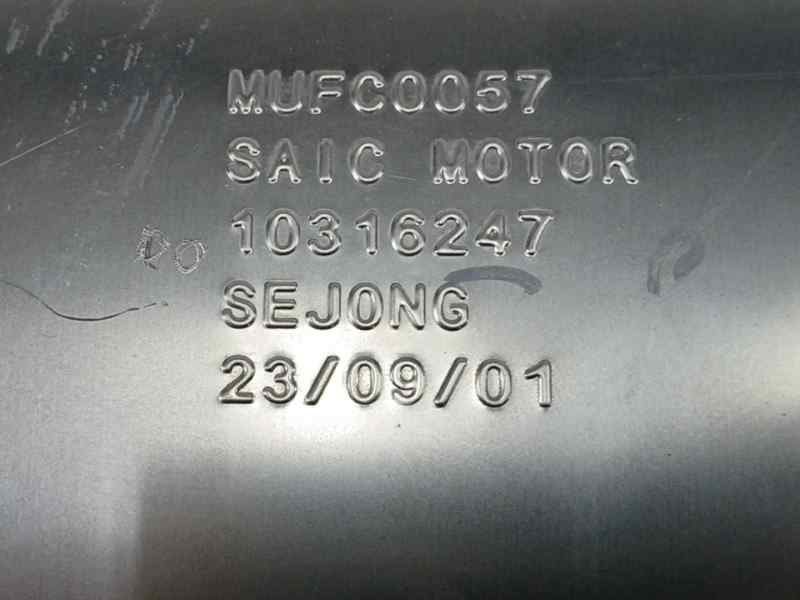 MUFC0057
SAIC MOTOR
10316247
SEJONG
23/09/01